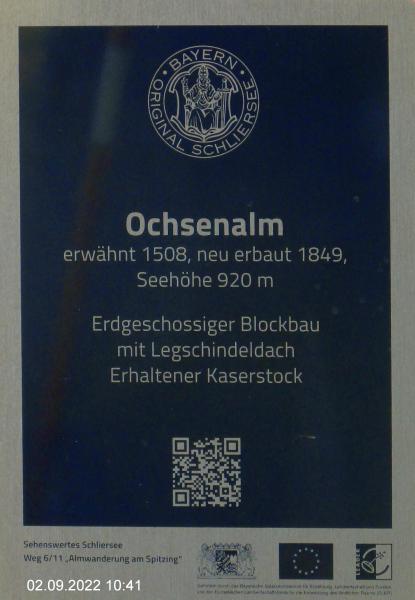 BAYERN
ORIGINAL SCHLIERSEE
Ochsenalm
erwähnt 1508, neu erbaut 1849,
Seehöhe 920 m
Erdgeschossiger Blockbau
mit Legschindeldach
Erhaltener Kaserstock
Sehenswertes Schliersee
Weg 6/11 „Almwanderung am Spitzing"
LEADER
02.09.2022 10:41